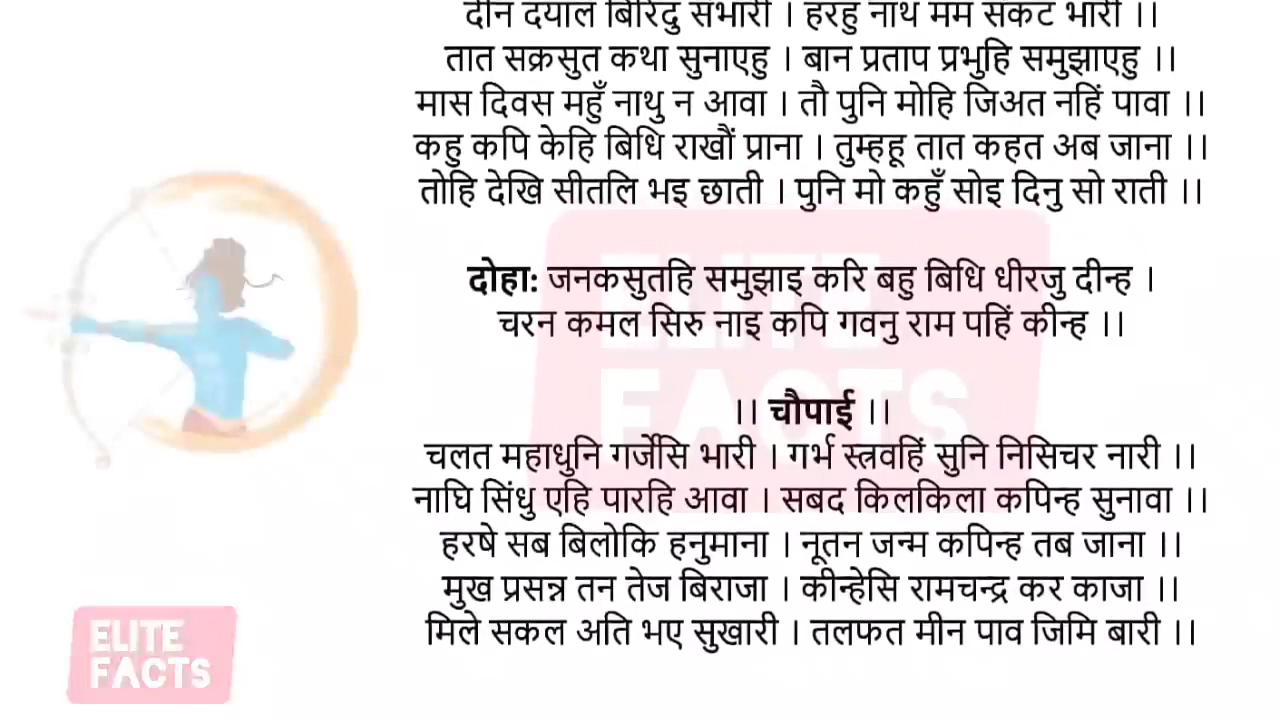 दीन दयाल बिरिदु संभारी । हरहु नाथ मम संकट भारी ।।
तात सक्रसुत कथा सुनाएहु । बान प्रताप प्रभुहि समुझाएहु ।।
मास दिवस महुँ नाथु न आवा । तौ पुनि मोहि जिअत नहिं पावा ।।
कहु कपि केहि बिधि राखौं प्राना । तुम्हहू तात कहत अब जाना ।।
तोहि देखि सीतलि भइ छाती । पुनि मो कहुँ सोइ दिनु सो राती ।।
दोहा: जनकसुतहि समुझाइ करि बहु बिधि धीरजु दीन्ह ।
चरन कमल सिरु नाइ कपि गवनु राम पहिं कीन्ह ।।
।। चौपाई ।।
चलत महाधुनि गर्जेसि भारी । गर्भ स्त्रवहिं सुनि निसिचर नारी ।।
नाघि सिंधु एहि पारहि आवा । सबद किलकिला कपिन्ह सुनावा ।।
हरषे सब बिलोकि हनुमाना । नूतन जन्म कपिन्ह तब जाना ।।
मुख प्रसन्न तन तेज बिराजा । कीन्हेसि रामचन्द्र कर काजा ।।
मिले सकल अति भए सुखारी । तलफत मीन पाव जिमि बारी ।।
ELITE
FACTS
ELITE
FACTS